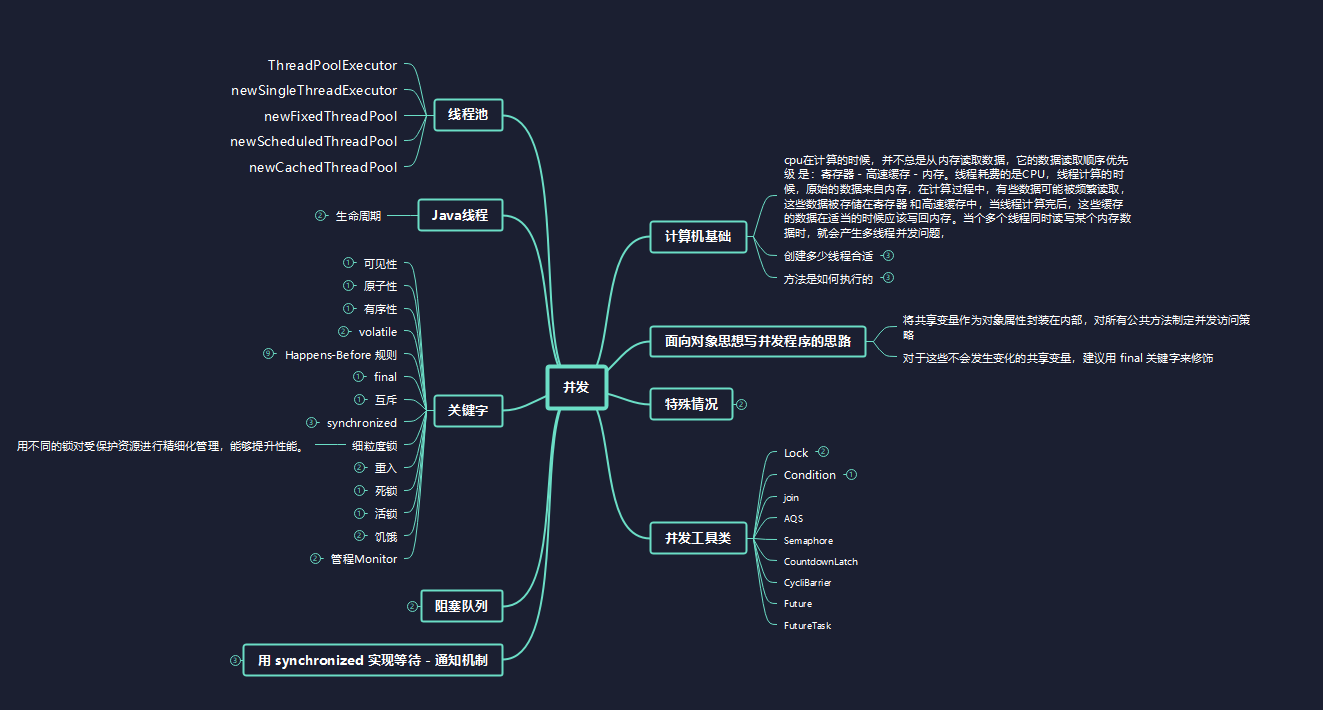 并发
线程池
ThreadPoolExecutor
newSingleThreadExecutor
newFixedThreadPool
newScheduledThreadPool
newCachedThreadPool
Java线程
生命周期
②
关键字
可见性
①
原子性
①
有序性
①
volatile
②
Happens-Before 规则
⑨
final
①
互斥
①
synchronized
③
细粒度锁
用不同的锁对受保护资源进行精细化管理，能够提升性能。
重入
②
死锁
①
活锁
①
饥饿
②
管程Monitor
②
阻塞队列
②
用 synchronized 实现等待 - 通知机制
③
计算机基础
cpu在计算的时候，并不总是从内存读取数据，它的数据读取顺序优先
级 是：寄存器 - 高速缓存 - 内存。线程耗费的是CPU，线程计算的时
候，原始的数据来自内存，在计算过程中，有些数据可能被频繁读取，
这些数据被存储在寄存器 和高速缓存中，当线程计算完后，这些缓存
的数据在适当的时候应该写回内存。当个多个线程同时读写某个内存数
据时，就会产生多线程并发问题，
创建多少线程合适
③
方法是如何执行的
③
面向对象思想写并发程序的思路
将共享变量作为对象属性封装在内部，对所有公共方法制定并发访问策
略
对于这些不会发生变化的共享变量，建议用 final 关键字来修饰
特殊情况
②
并发工具类
Lock
②
Condition
①
join
AQS
Semaphore
CountdownLatch
CycliBarrier
Future
FutureTask